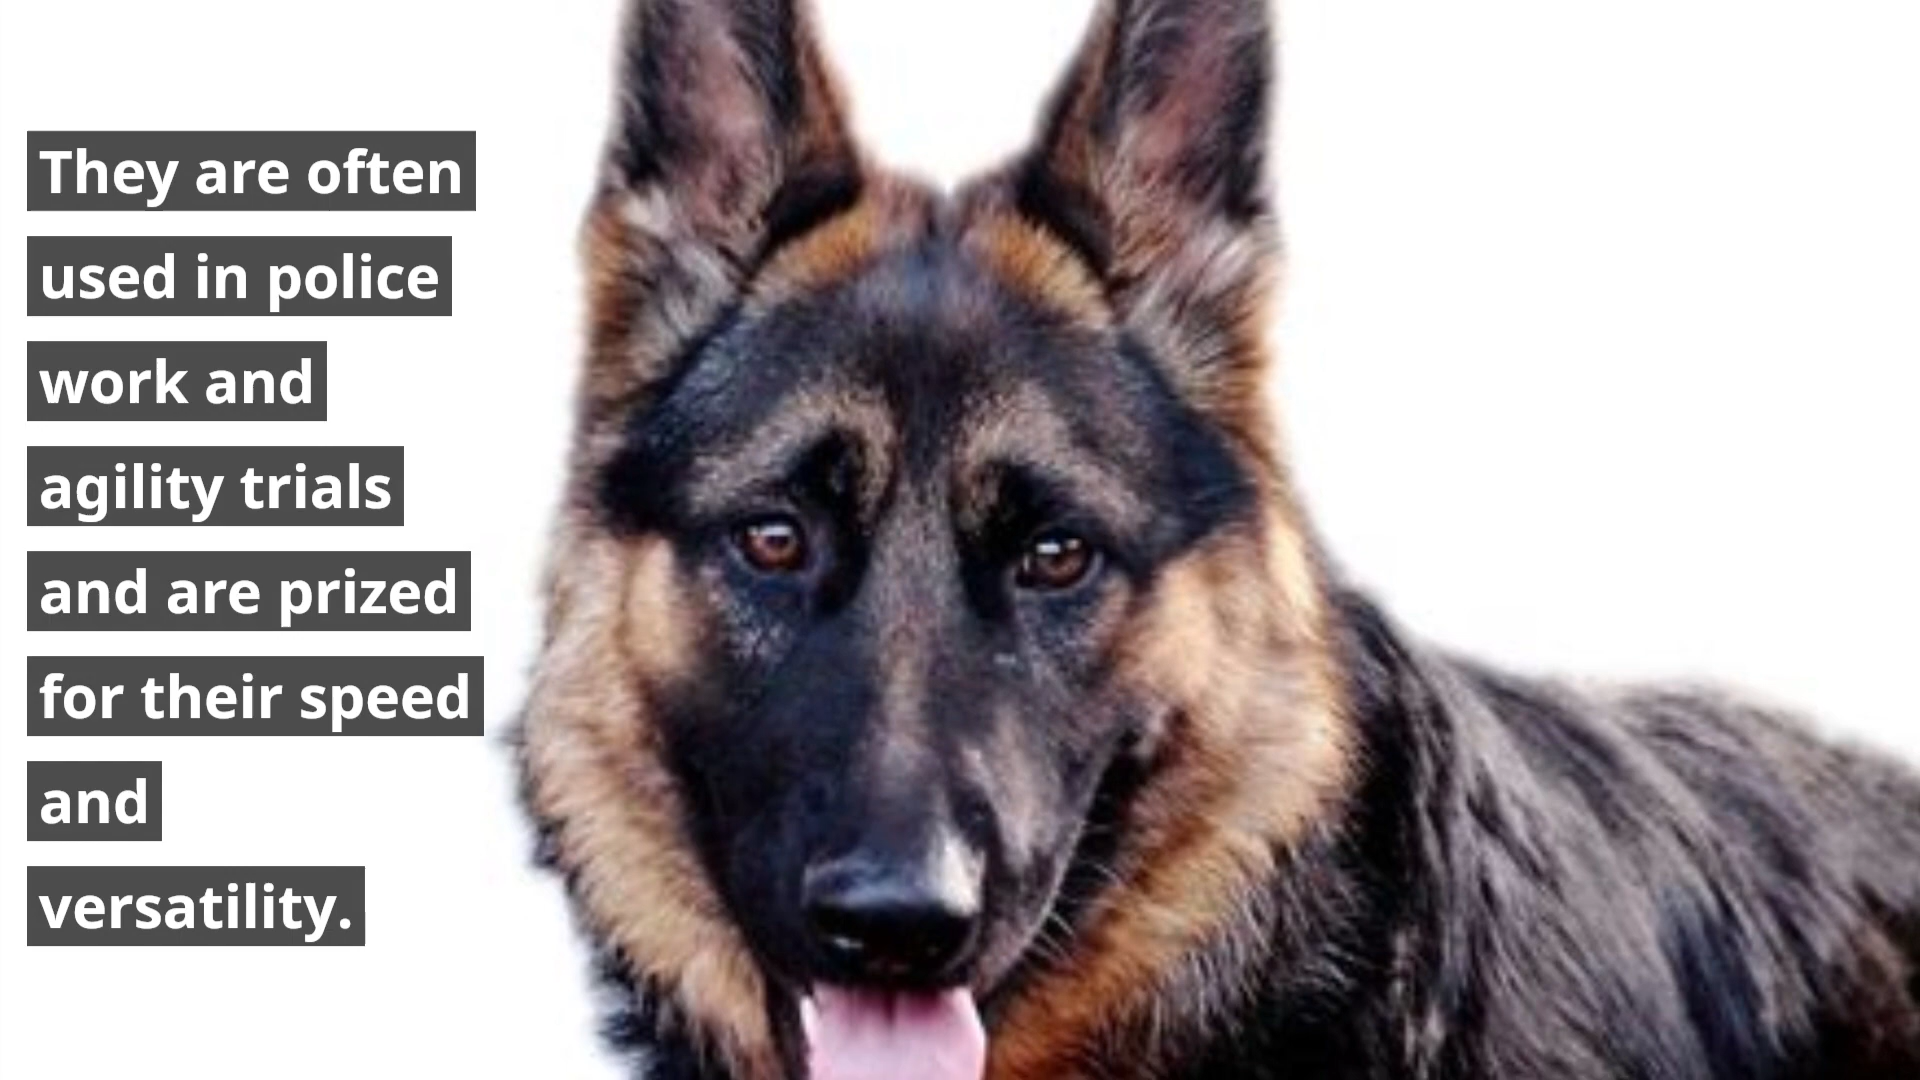 They are often
used in police
work and
agility trials
and are prized
for their speed
and
versatility.